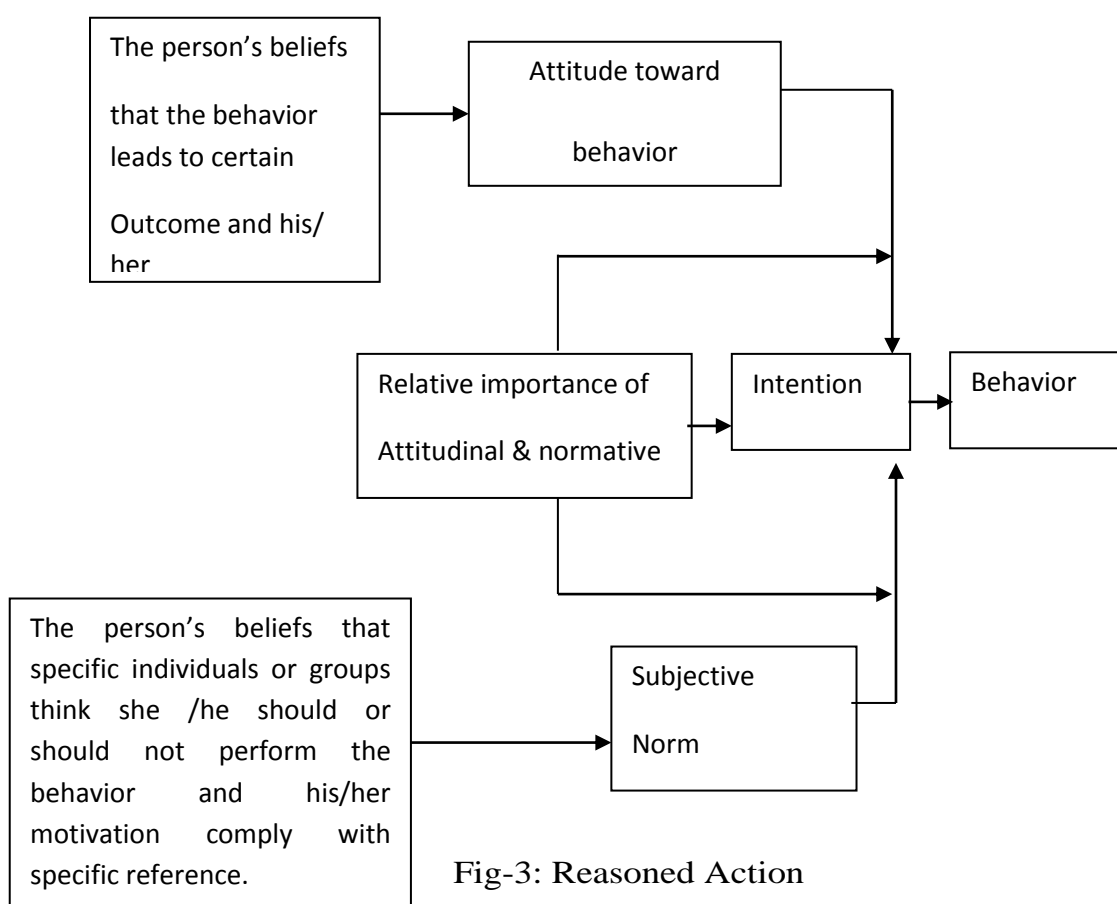 The person’s beliefs
that the behavior
leads to certain
Outcome and his/
her
Attitude toward
behavior
Relative importance of
Attitudinal & normative
Intention
Behavior
The person’s beliefs that
specific individuals or groups
think she /he should or
should not perform the
behavior and his/her
motivation comply with
specific reference.
Subjective
Norm
Fig-3: Reasoned Action